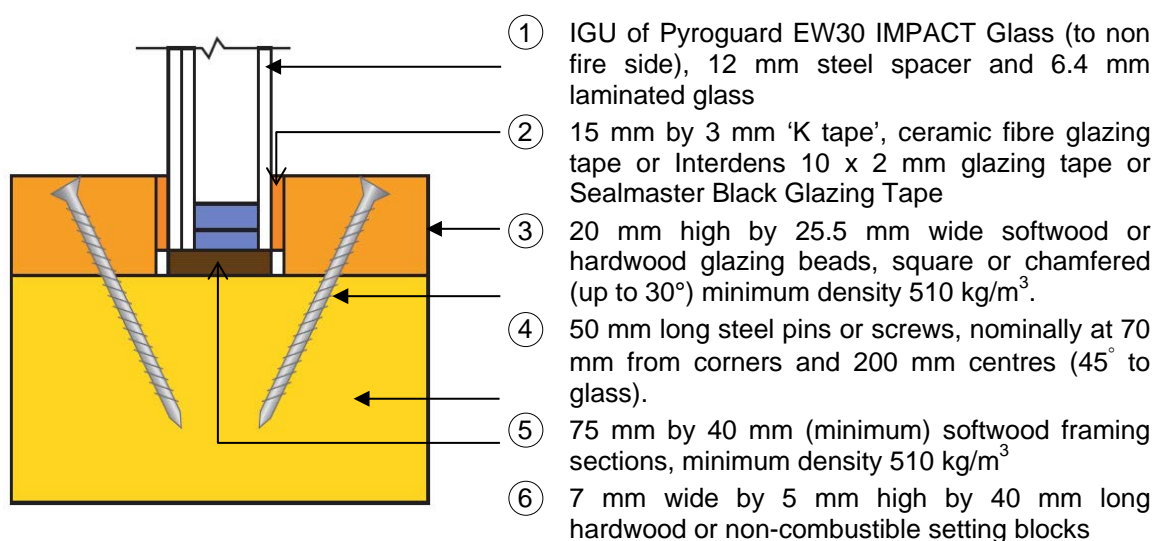 1 IGU of Pyroguard EW30 IMPACT Glass (to non
fire side), 12 mm steel spacer and 6.4 mm
laminated glass
2 15 mm by 3 mm ‘K tape’, ceramic fibre glazing
tape or Interdens 10 x 2 mm glazing tape or
Sealmaster Black Glazing Tape
3 20 mm high by 25.5 mm wide softwood or
hardwood glazing beads, square or chamfered
(up to 30°) minimum density 510 kg/m³.
4 50 mm long steel pins or screws, nominally at 70
mm from corners and 200 mm centres (45° to
glass).
5 75 mm by 40 mm (minimum) softwood framing
sections, minimum density 510 kg/m³
6 7 mm wide by 5 mm high by 40 mm long
hardwood or non-combustible setting blocks